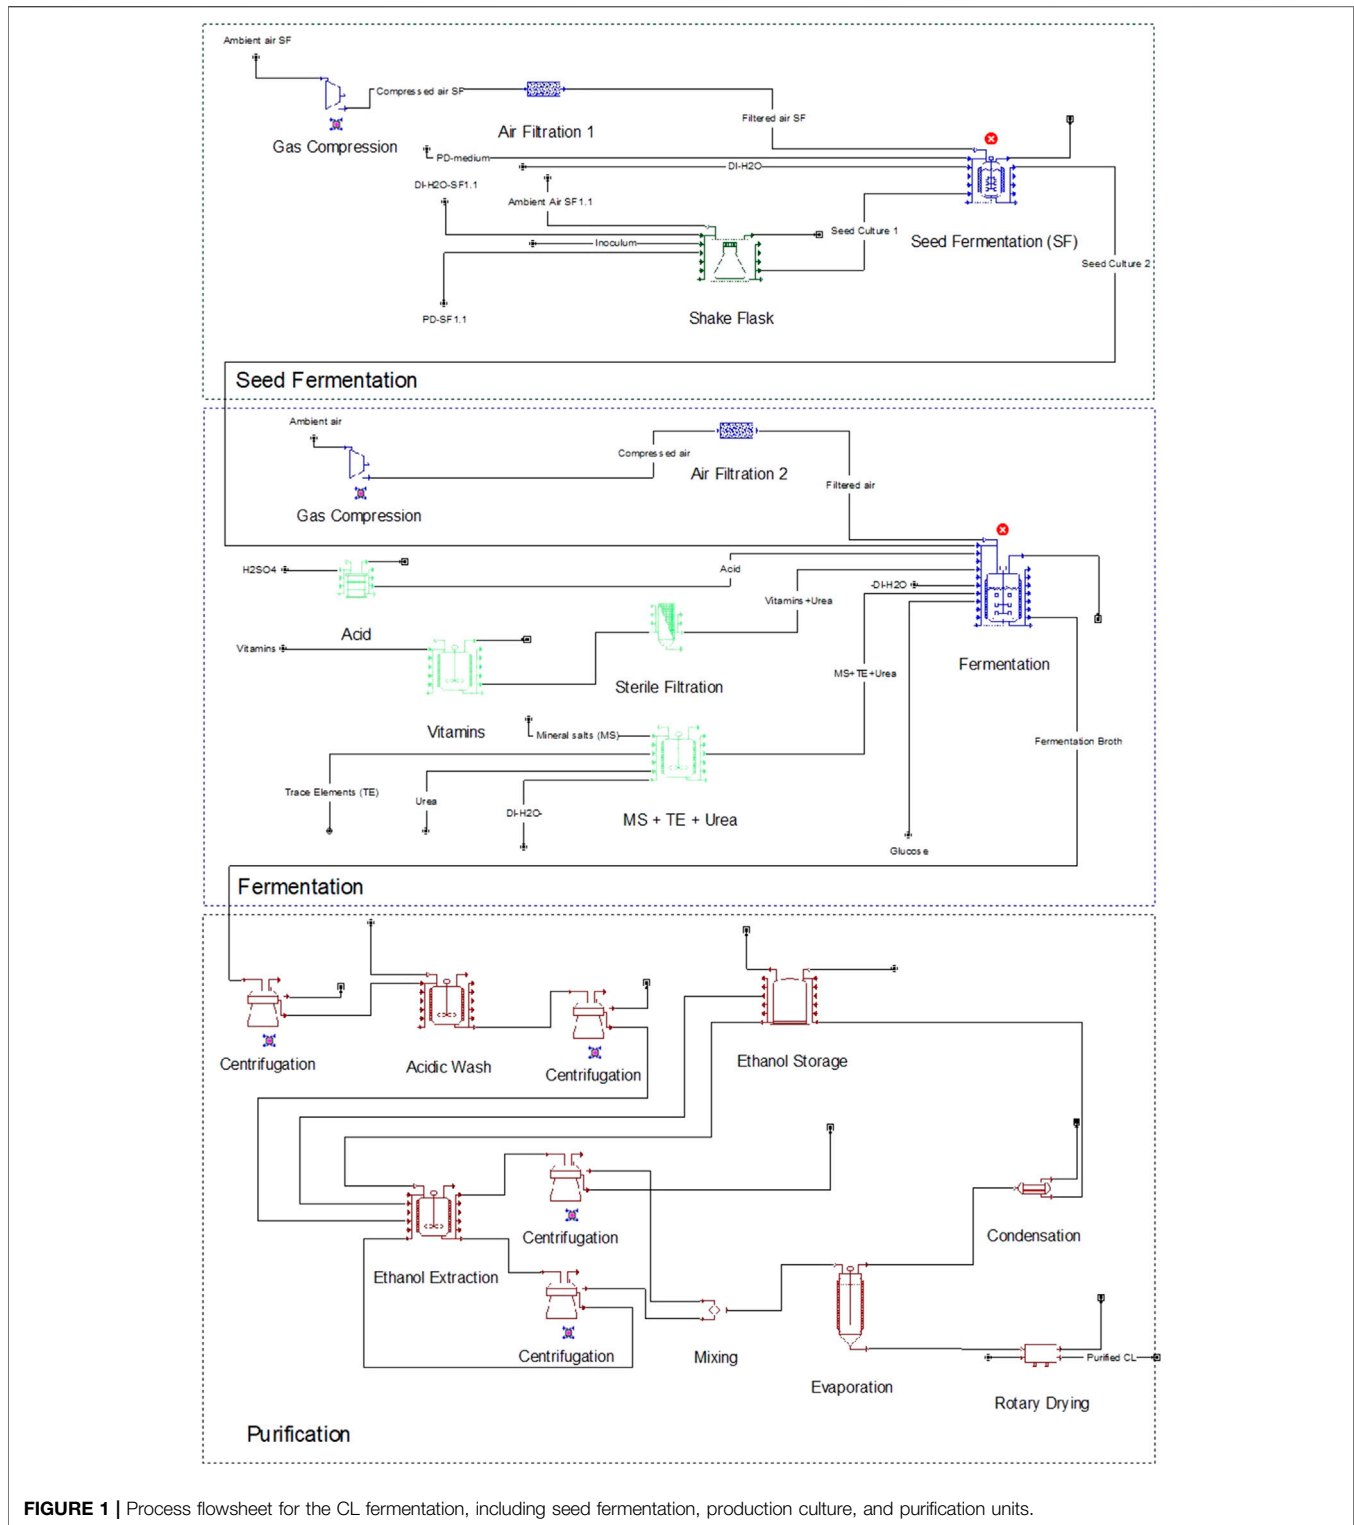 Ambient air SF
Compressed air SF
Air Filtration 1
Filtered air SF
Gas Compression
PD-medium
DI-H2O
DI-H2O-SF1.1
Ambient Air SF1.1
Inoculum
Seed Culture 1
Seed Fermentation (SF)
Seed Culture 2
PD-SF1.1
Shake Flask
Seed Fermentation
Ambient air
Compressed air
Air Filtration 2
Filtered air
Gas Compression
H2SO4
Acid
-DI-H2O
Vitamins+Urea
Acid
Vitamins
Sterile Filtration
MS+TE+Urea
Fermentation
Vitamins
Mineral salts (MS)
Fermentation Broth
Trace Elements (TE)
Urea
DI-H2O-
MS + TE + Urea
Glucose
Fermentation
Centrifugation
Acidic Wash
Centrifugation
Ethanol Storage
Centrifugation
Condensation
Ethanol Extraction
Centrifugation
Mixing
Purified CL
Evaporation
Rotary Drying
Purification
FIGURE 1 | Process flowsheet for the CL fermentation, including seed fermentation, production culture, and purification units.